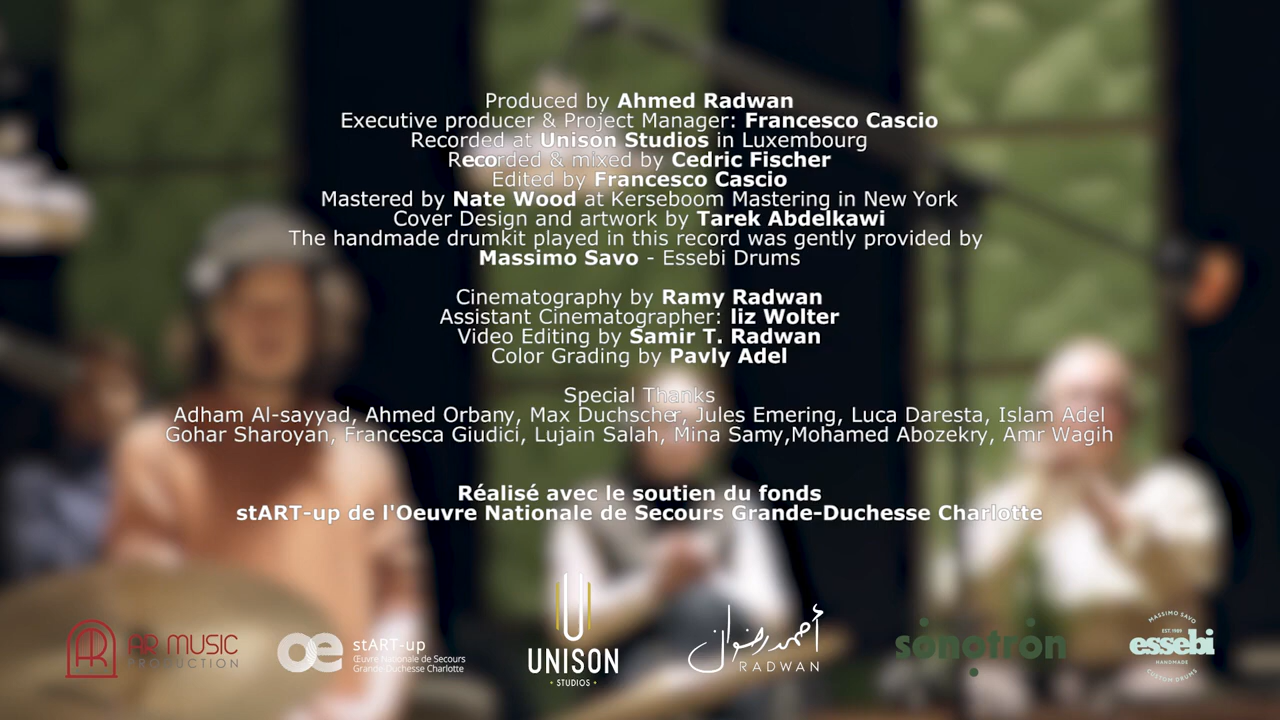 Produced by Ahmed Radwan
Executive producer & Project Manager: Francesco Cascio
Recorded at Unison Studios in Luxembourg
Recorded & mixed by Cedric Fischer
Edited by Francesco Cascio
Mastered by Nate Wood at Kerseboom Mastering in New York
Cover Design and artwork by Tarek Abdelkawi
The handmade drumkit played in this record was gently provided by
Massimo Savo - Essebi Drums
Cinematography by Ramy Radwan
Assistant Cinematographer: liz Wolter
Video Editing by Samir T. Radwan
Color Grading by Pavly Adel
Special Thanks
Adham Al-sayyad, Ahmed Orbany, Max Duchscher, Jules Emering, Luca Daresta, Islam Adel
Gohar Sharoyan, Francesca Giudici, Lujain Salah, Mina Samy,Mohamed Abozekry, Amr Wagih
Réalisé avec le soutien du fonds
stART-up de l'Oeuvre Nationale de Secours Grande-Duchesse Charlotte
AR MUSIC
PRODUCTION
oe
stART-up
Œuvre Nationale de Secours
Grande-Duchesse Charlotte
UNISON
STUDIOS
أحمد رضوان
RADWAN
sonotron
MASSIMO SAVO
EST. 1989
essebi
HANDMADE
CUSTOM DRUMS